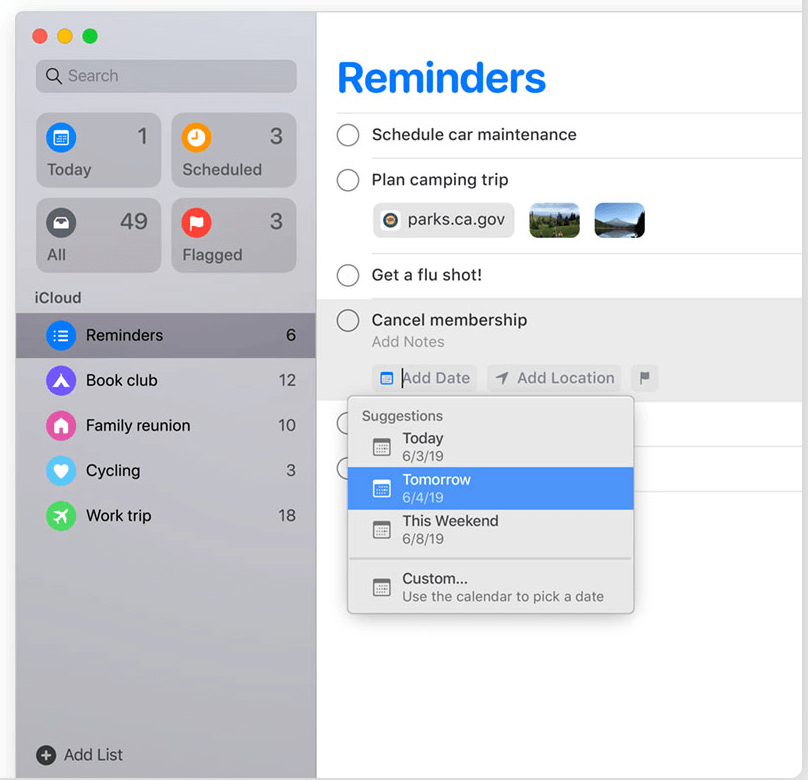 Search
1
Today
3
Scheduled
49
All
3
Flagged
iCloud
Reminders 6
Book club 12
Family reunion 10
Cycling 3
Work trip 18
Add List
Reminders
Schedule car maintenance
Plan camping trip
parks.ca.gov
Get a flu shot!
Cancel membership
Add Notes
Add Date Add Location
Suggestions
Today
6/3/19
Tomorrow
6/4/19
This Weekend
6/8/19
Custom...
Use the calendar to pick a date